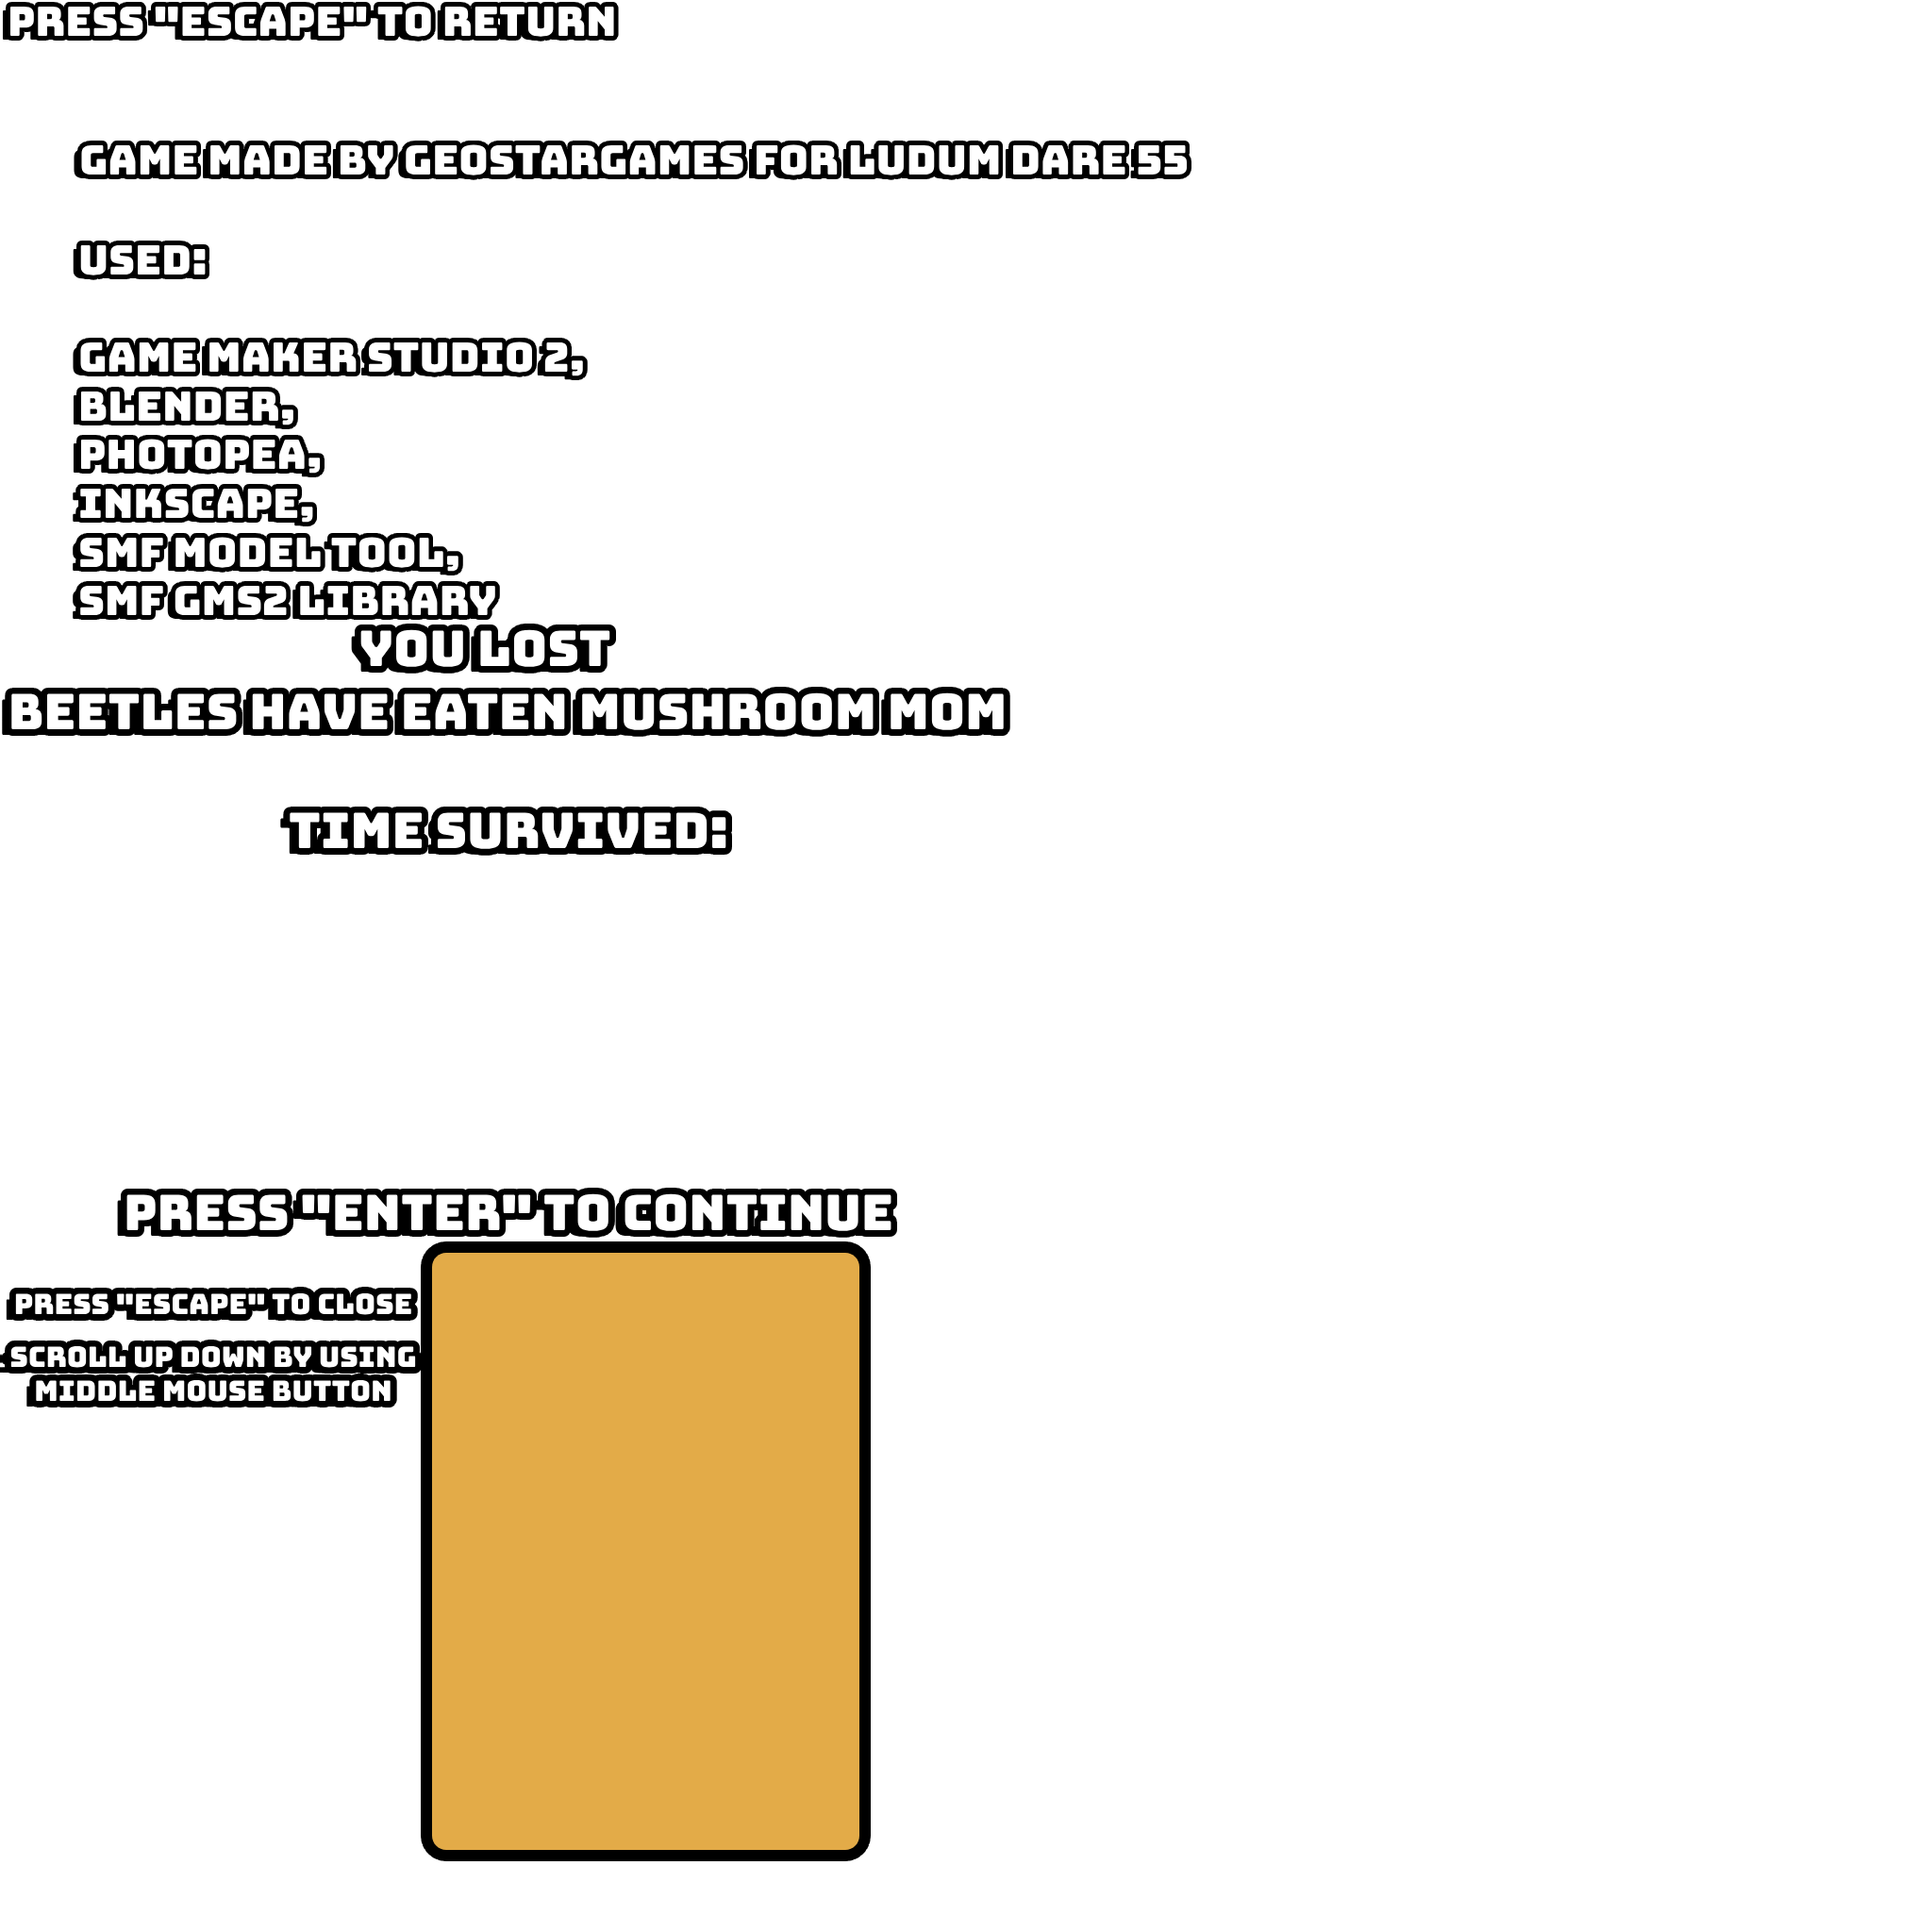 PRESS "ESCAPE" TO RETURN
GAME MADE BY GEOSTARGAMES FOR LUDUM DARE 55
USED:
GAME MAKER STUDIO 2,
BLENDER,
PHOTOPEA,
INKSCAPE,
SMF MODEL TOOL,
SMF GMS2 LIBRARY
YOU LOST
BEETLES HAVE EATEN MUSHROOM MOM
TIME SURVIVED:
PRESS "ENTER" TO CONTINUE
PRESS "ESCAPE" TO CLOSE
SCROLL UP DOWN BY USING
MIDDLE MOUSE BUTTON